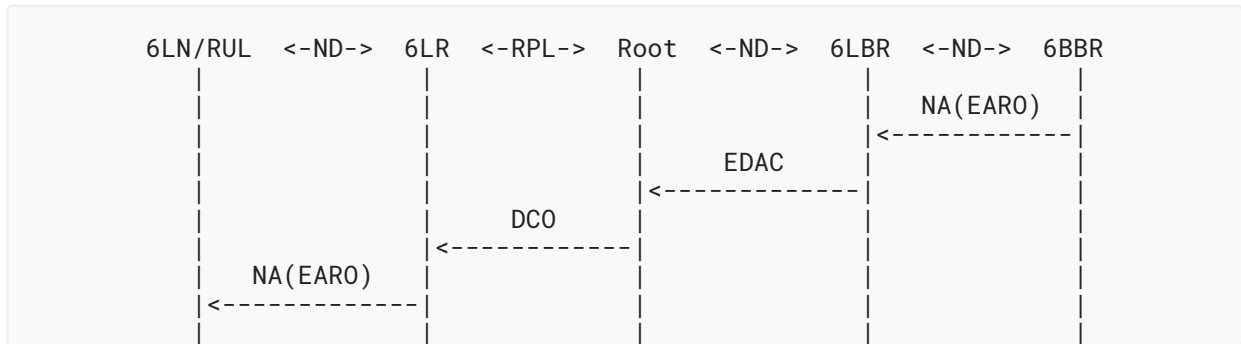 6LN/RUL <-ND-> 6LR <-RPL-> Root <-ND-> 6LBR <-ND-> 6BBR
NA(EARO)
EDAC
DCO
NA(EARO)